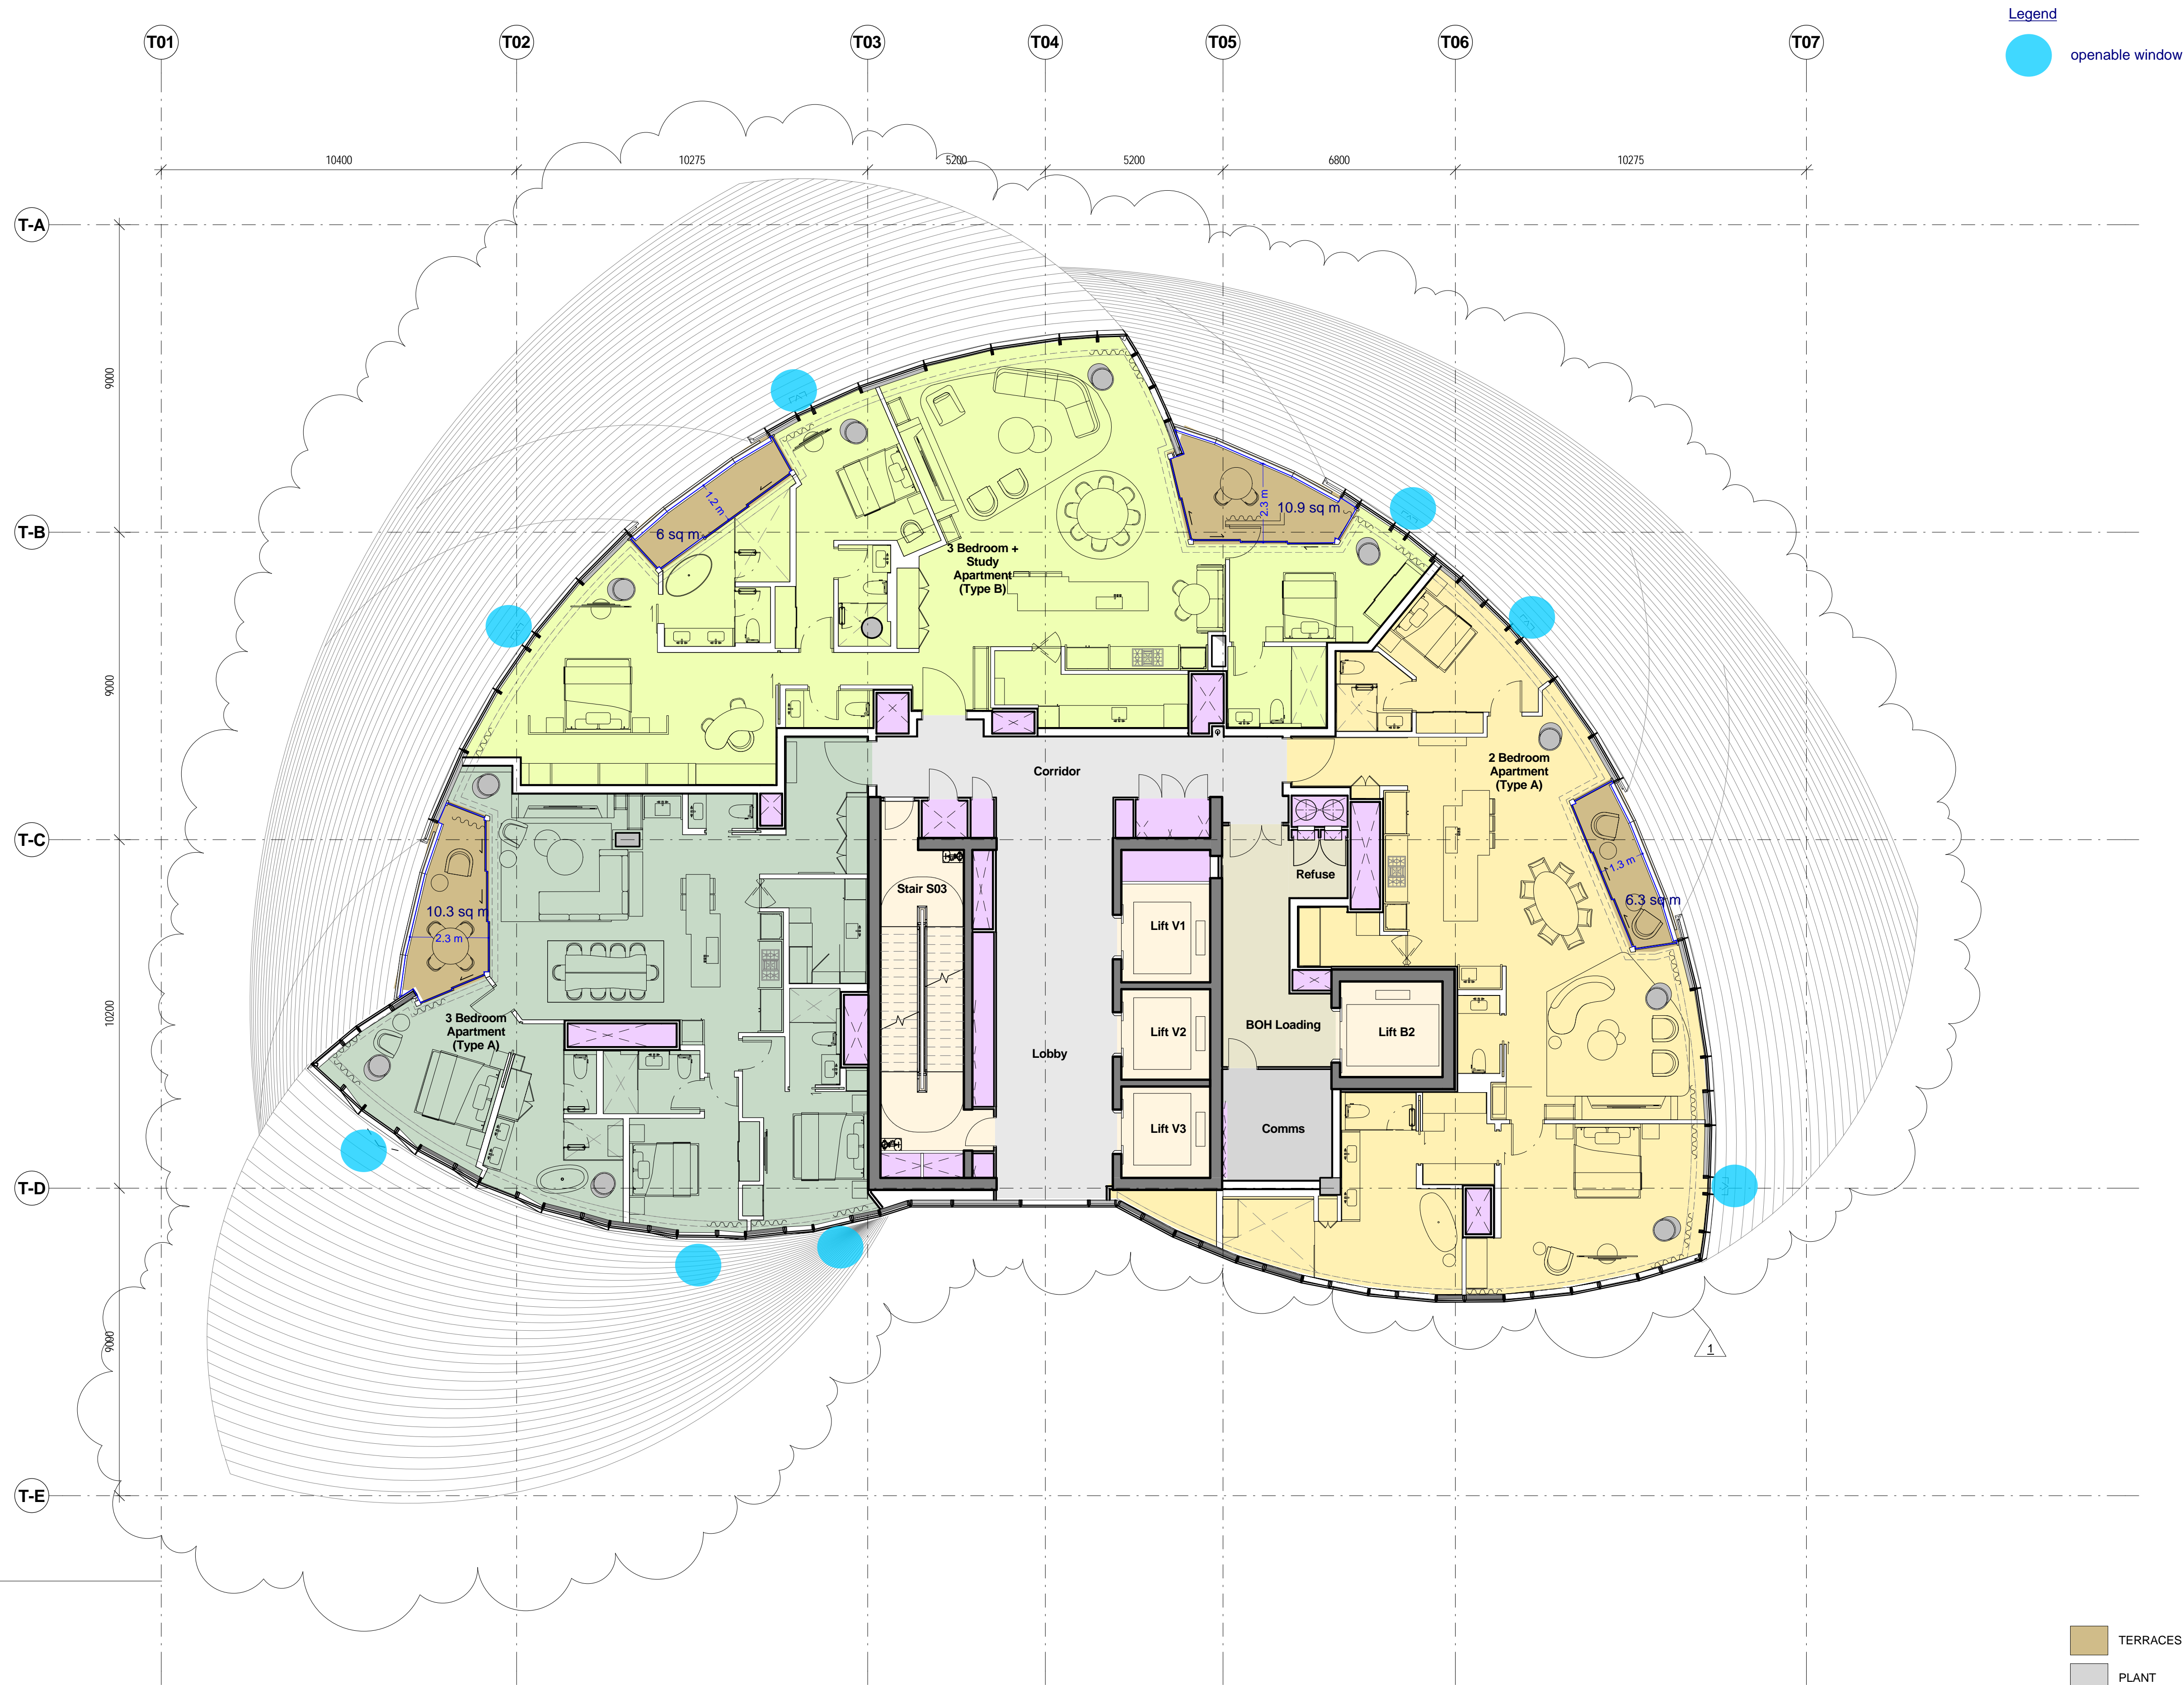 Legend
openable window
T01
T02
T03
T04
T05
T06
T07
10400
10275
5200
5200
6800
10275
T-A
9000
T-B
1.2 m
6 sq m
2.3 m
10.9 sq m
3 Bedroom +
Study
Apartment
(Type B)
9000
Corridor
2 Bedroom
Apartment
(Type A)
T-C
1.3 m
Refuse
Stair S03
6.3 sq m
10.3 sq m
2.3 m
Lift V1
10200
3 Bedroom
Apartment
(Type A)
BOH Loading
Lift V2
Lift B2
Lobby
Lift V3
Comms
T-D
9090
1
T-E
TERRACES
PLANT